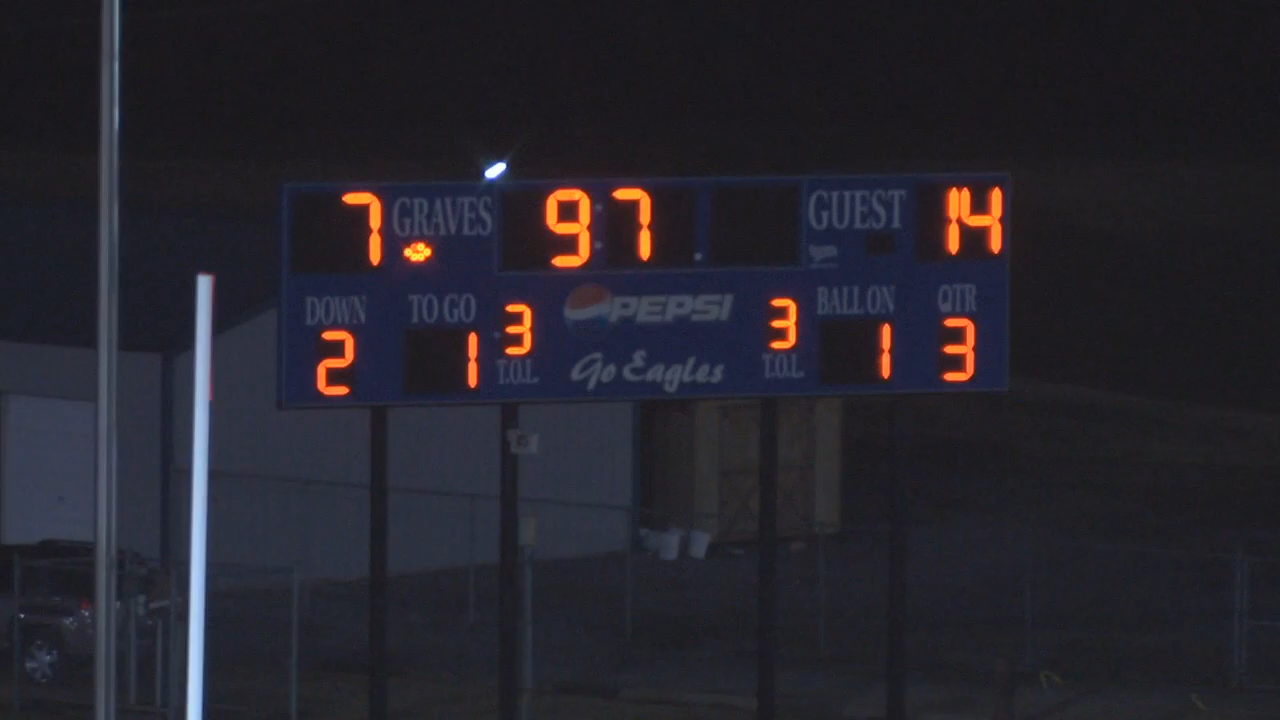 7 GRAVES 9:7 GUEST 14
DOWN TO GO 3 PEPSI 3 BALL ON QTR
2 1 T.O.L. Go Eagles T.O.L. 1 3